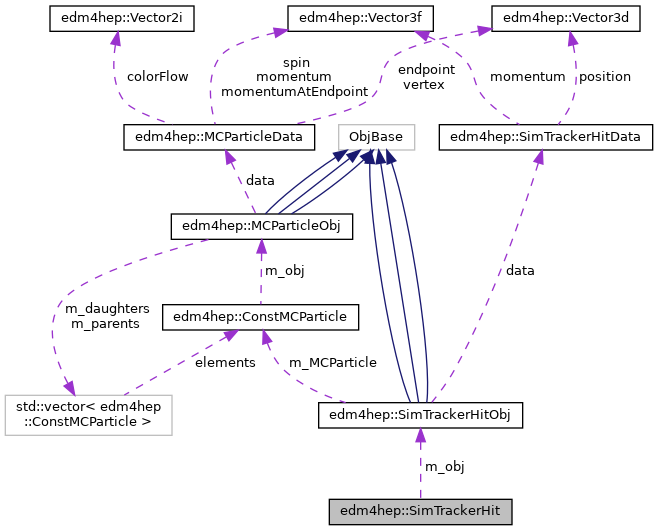 edm4hep::Vector2i
edm4hep::Vector3f
edm4hep::Vector3d
colorFlow
spin
momentum
momentumAtEndpoint
endpoint
vertex
momentum
position
edm4hep::MCParticleData
ObjBase
edm4hep::SimTrackerHitData
data
edm4hep::MCParticleObj
m_obj
data
m_daughters
m_parents
edm4hep::ConstMCParticle
elements
m_MCParticle
std::vector< edm4hep
::ConstMCParticle >
edm4hep::SimTrackerHitObj
m_obj
edm4hep::SimTrackerHit